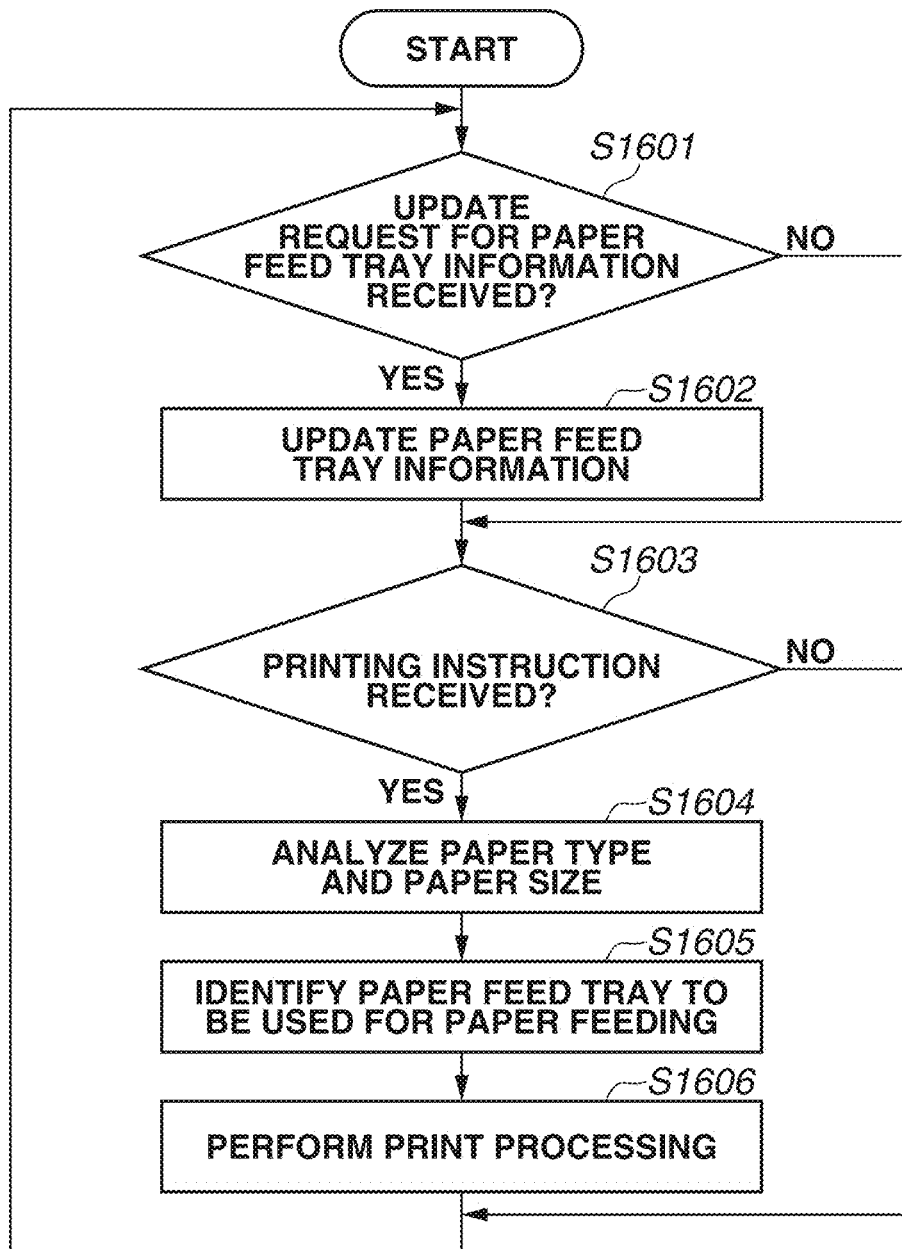 START
S1601
UPDATE
REQUEST FOR PAPER
FEED TRAY INFORMATION
RECEIVED?
NO
YES
S1602
UPDATE PAPER FEED
TRAY INFORMATION
S1603
PRINTING INSTRUCTION
RECEIVED?
NO
YES
S1604
ANALYZE PAPER TYPE
AND PAPER SIZE
S1605
IDENTIFY PAPER FEED TRAY TO
BE USED FOR PAPER FEEDING
S1606
PERFORM PRINT PROCESSING